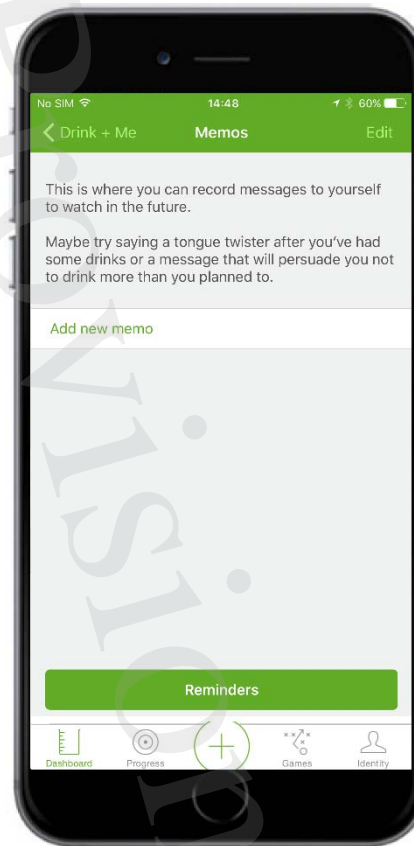 No SIM 14:48 60%
Drink + Me Memos Edit
This is where you can record messages to yourself
to watch in the future.
Maybe try saying a tongue twister after you've had
some drinks or a message that will persuade you not
to drink more than you planned to.
Add new memo
Reminders
Dashboard Progress Games Identity
Provision